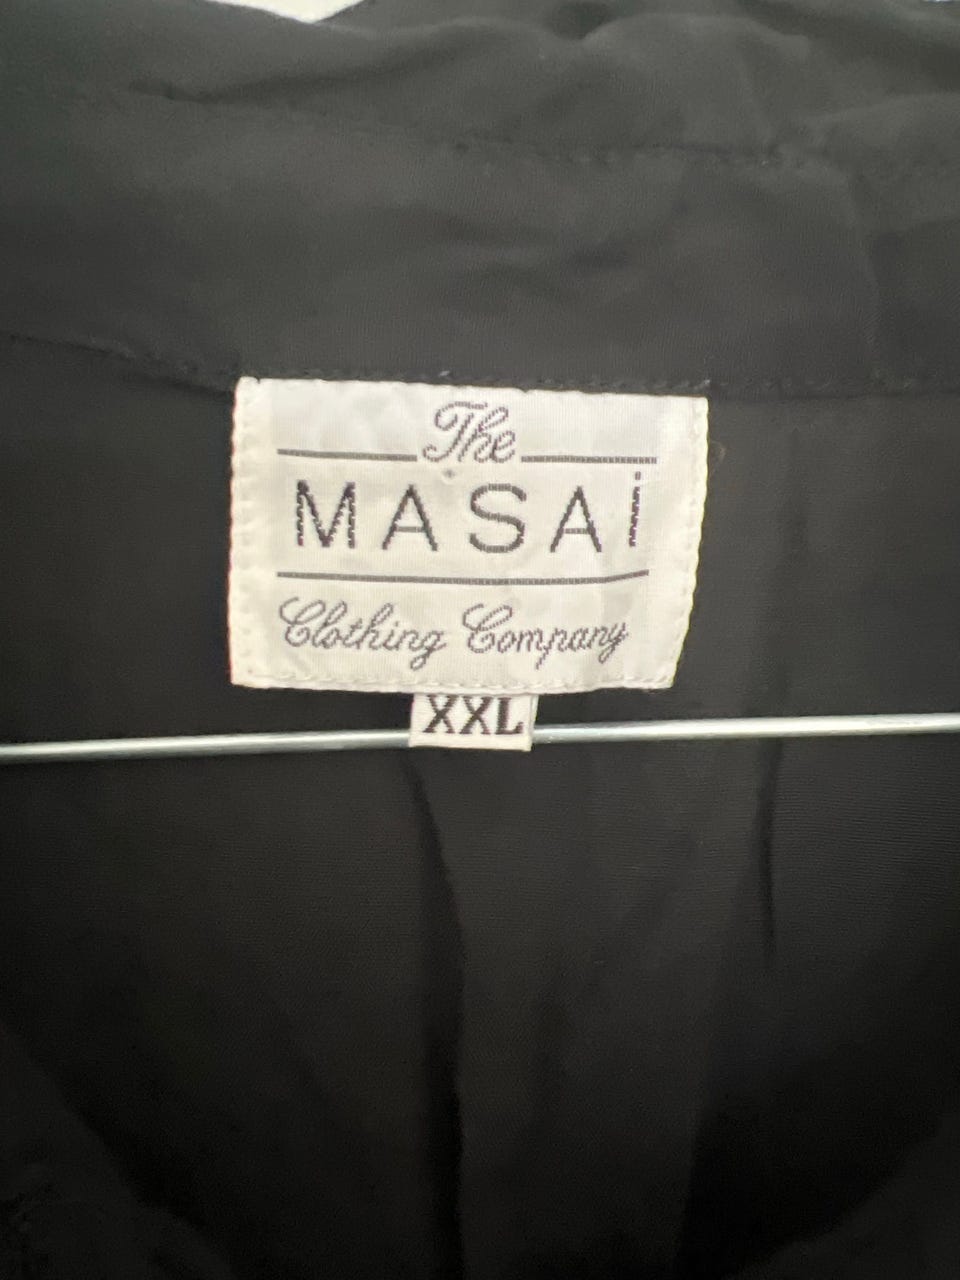 The
MASAi
Clothing Company
XXL